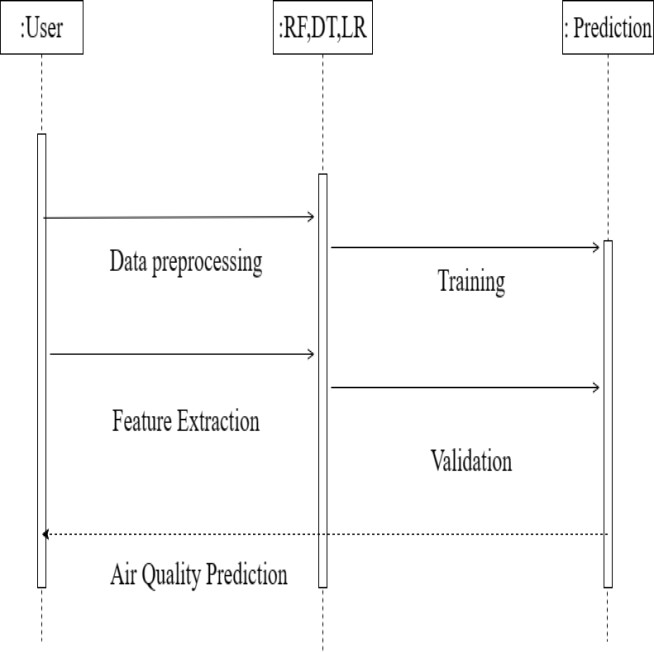 :User
:RF,DT,LR
: Prediction
Data preprocessing
Training
Feature Extraction
Validation
Air Quality Prediction